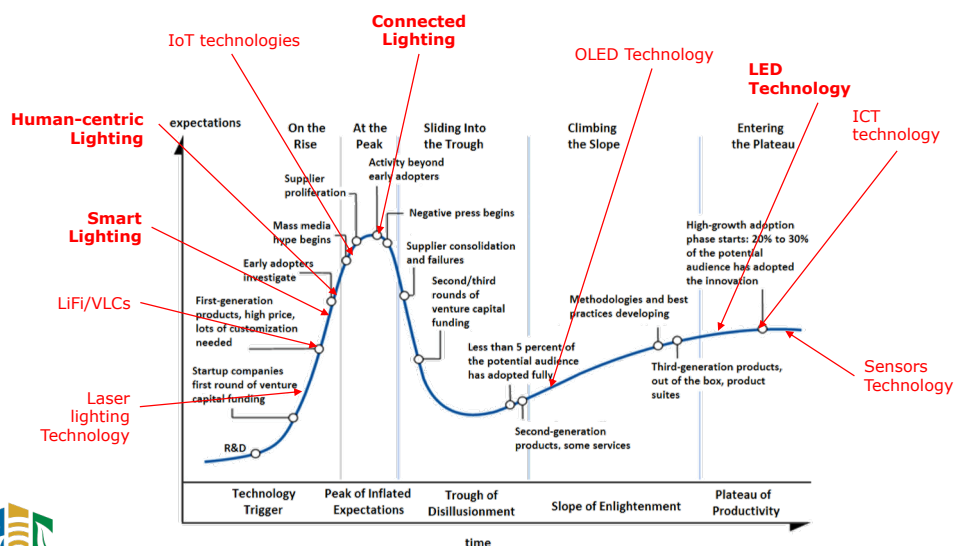 Connected
Lighting
IoT technologies
OLED Technology
LED
Technology
ICT
technology
Human-centric
Lighting
expectations
On the
Rise
At the
Peak
Sliding Into
the Trough
Climbing
the Slope
Entering
the Plateau
Activity beyond
early adopters
Supplier
proliferation
Negative press begins
Smart
Lighting
Mass media
hype begins
High-growth adoption
phase starts: 20% to 30%
of the potential
audience has adopted
the innovation
Supplier consolidation
and failures
Early adopters
investigate
Second/third
rounds of
venture capital
funding
LiFi/VLCs
First-generation
products, high price,
lots of customization
needed
Methodologies and best
practices developing
Less than 5 percent of
the potential audience
has adopted fully
Third-generation products,
out of the box, product
suites
Sensors
Technology
Startup companies
first round of venture
capital funding
Laser
lighting
Technology
Second-generation
products, some services
R&D
Technology
Trigger
Peak of Inflated
Expectations
Trough of
Disillusionment
Slope of Enlightenment
Plateau of
Productivity
time